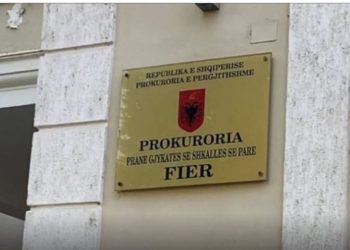 REPUBLIKA E SHQIPERISE
PROKURORIA E PERGJITHSHME
PROKURORIA
PRANE GJYKATES SE SHKALLES SE PARE
FIER